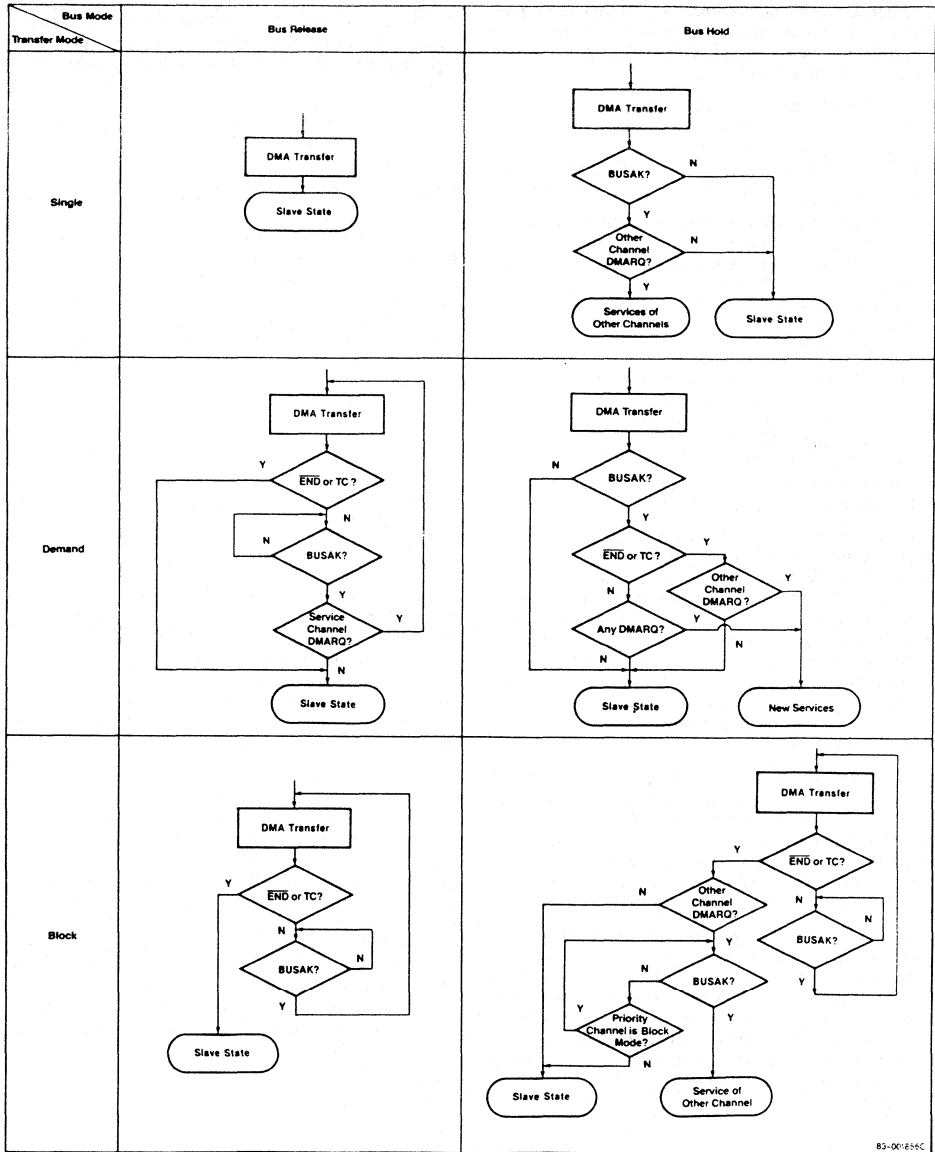 Bus Mode
Transfer Mode
Bus Release
Bus Hold
Single
DMA Transfer
Slave State
DMA Transfer
BUSAK?
N
Y
Other
Channel
DMARQ?
N
Y
Services of
Other Channels
Slave State
Demand
DMA Transfer
Y
END or TC ?
N
N
BUSAK?
Y
Service
Channel
DMARQ?
Y
N
Slave State
DMA Transfer
N
BUSAK?
Y
END or TC?
Y
N
Other
Channel
DMARQ ?
Y
Any DMARQ?
Y
N
N
Slave State
New Services
Block
DMA Transfer
Y
END or TC?
N
N
BUSAK?
Y
Slave State
DMA Transfer
Y
END or TC?
N
N
BUSAK?
Y
N
Other
Channel
DMARQ?
Y
N
BUSAK?
Y
Y
Priority
Channel is Block
Mode?
N
Slave State
Service of
Other Channel